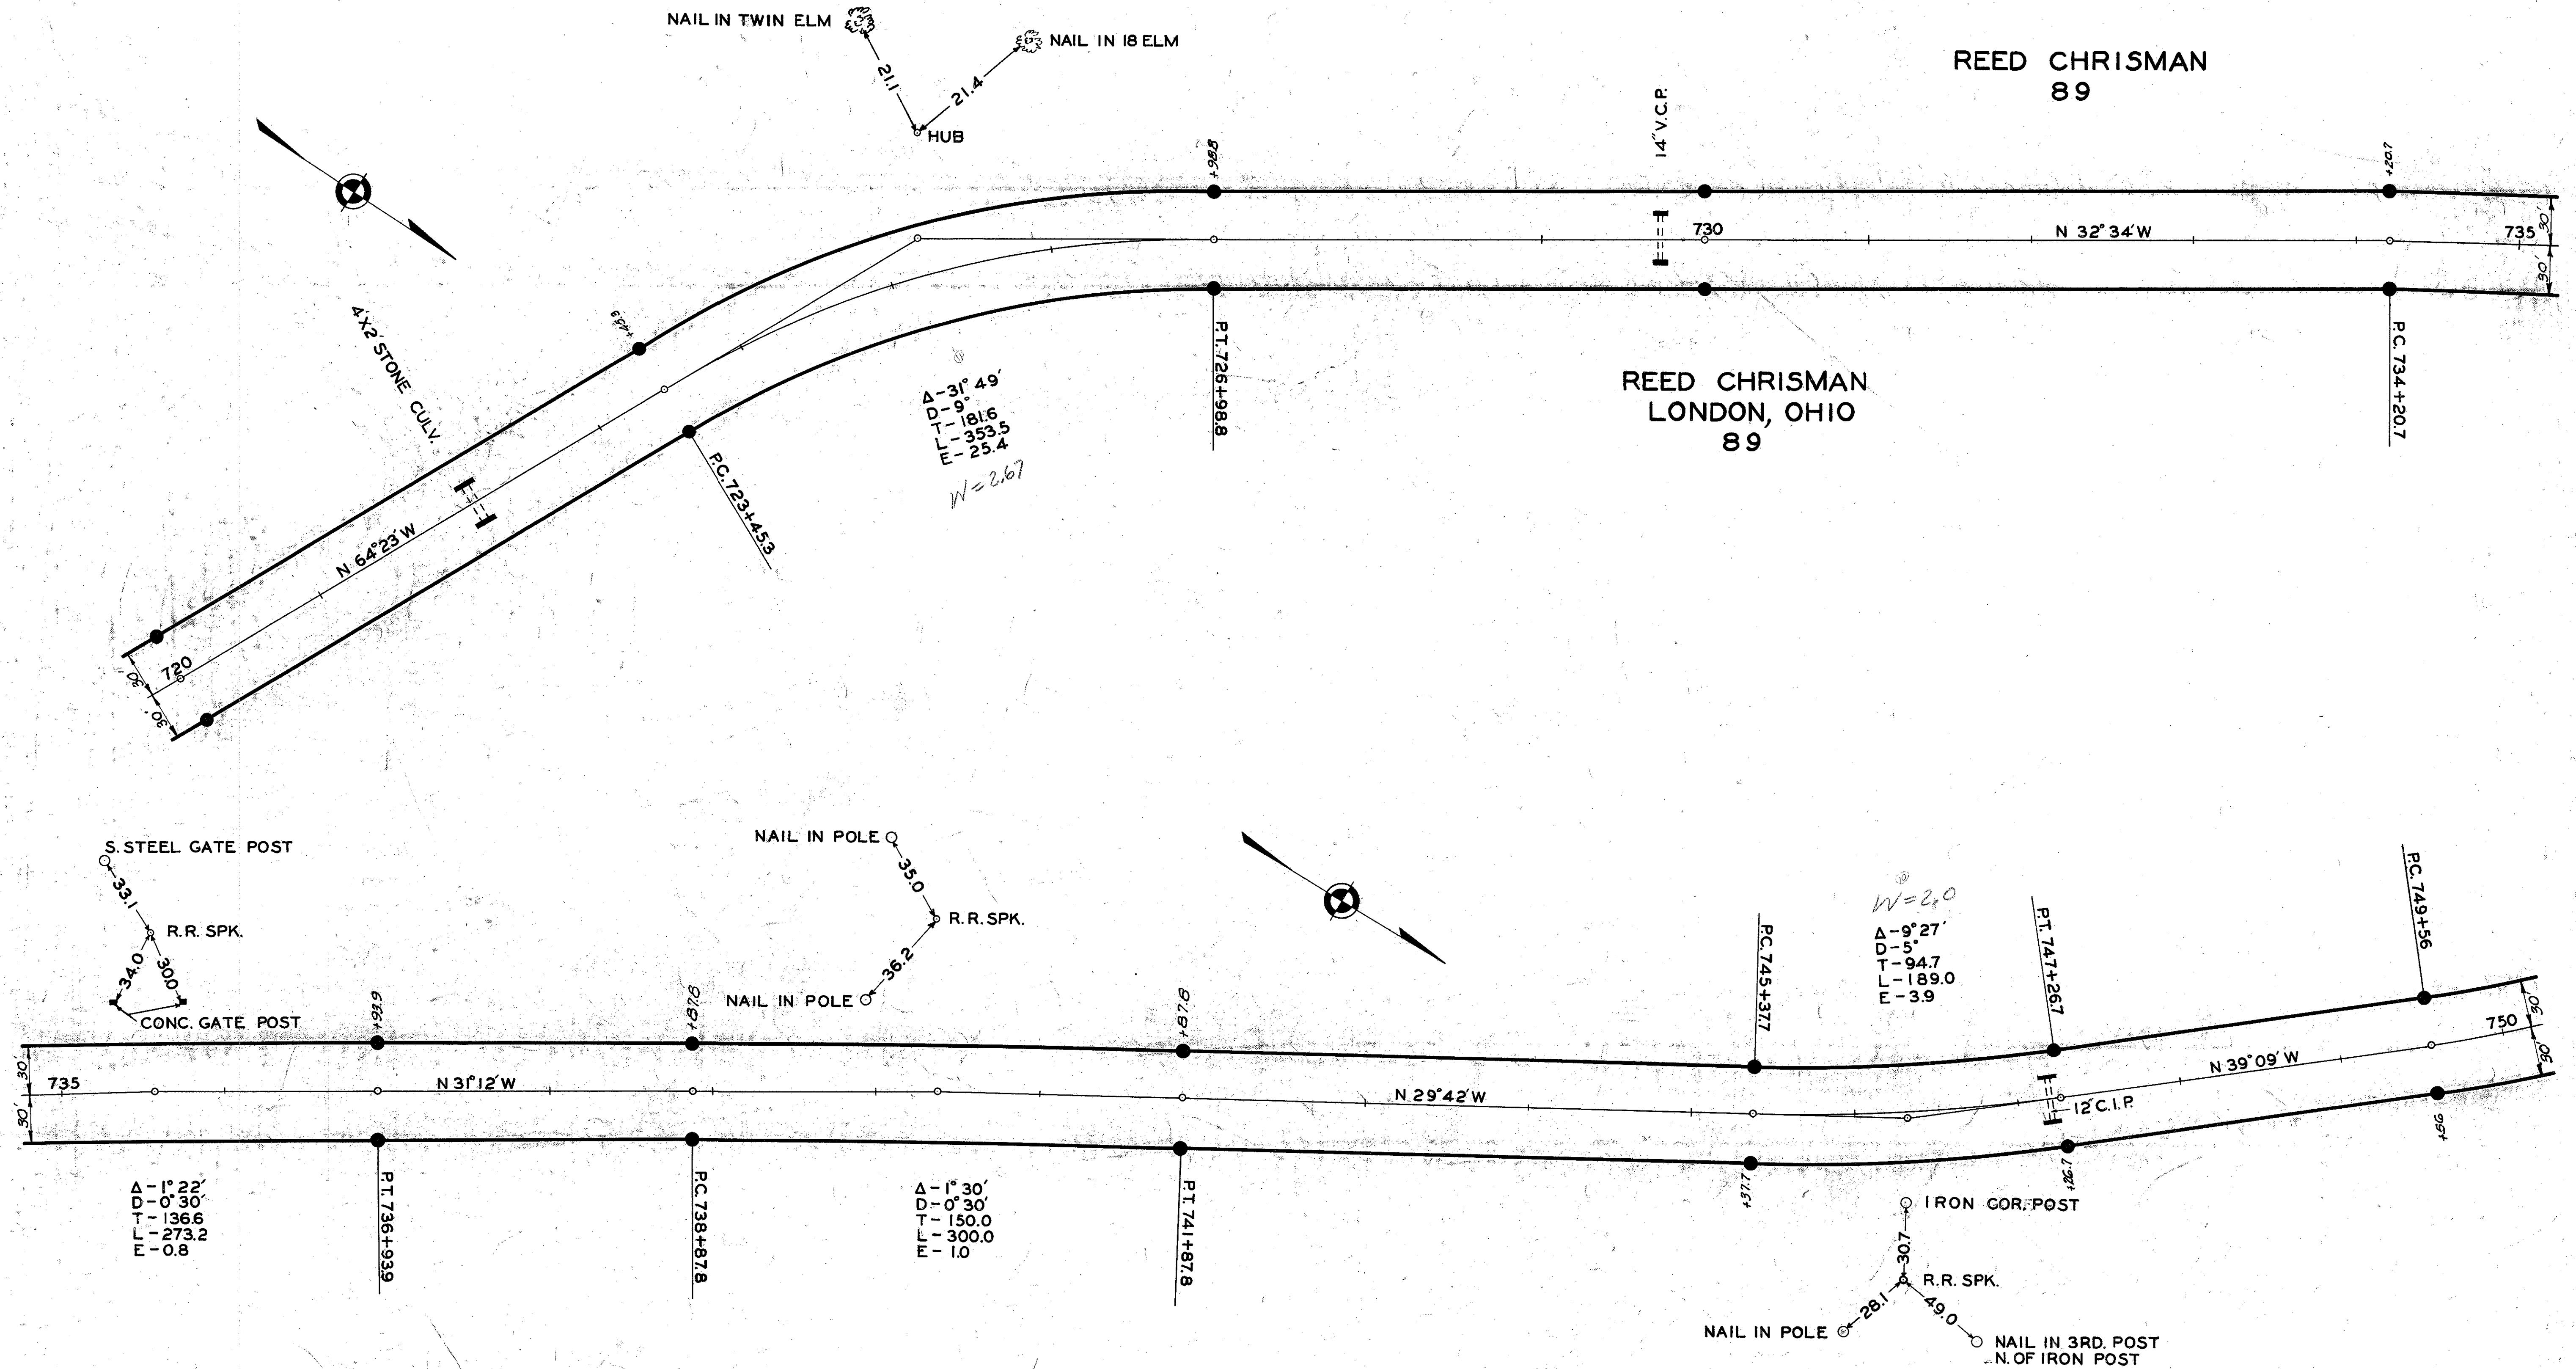 NAIL IN TWIN ELM
NAIL IN 18 ELM
21.1
21.4
HUB
REED CHRISMAN
89
14" V.C.P.
+98.8
+20.7
730
N 32° 34' W
735
30'
30'
4'X2' STONE CULV.
+45.3
Δ-31° 49'
D-9°
T-181.6
L-353.5
E-25.4
W=2.67
P.T. 726+98.8
REED CHRISMAN
LONDON, OHIO
89
P.C. 734+20.7
P.C. 723+45.3
N 64° 23' W
720
30'
30'
S. STEEL GATE POST
33.1
R.R. SPK.
34.0
30.0
CONC. GATE POST
NAIL IN POLE
35.0
R.R. SPK.
36.2
NAIL IN POLE
W=2.0
Δ-9° 27'
D-5°
T-94.7
L-189.0
E-3.9
P.C. 745+37.7
P.T. 747+26.7
P.C. 749+56
+93.9
+87.8
+87.8
30'
735
30'
N 31° 12' W
N 29° 42' W
12" C.I.P.
N 39° 09' W
750
30'
30'
+56
+37.7
+26.7
Δ-1° 22'
D-0° 30'
T-136.6
L-273.2
E-0.8
P.T. 736+93.9
P.C. 738+87.8
Δ-1° 30'
D-0° 30'
T-150.0
L-300.0
E-1.0
P.T. 741+87.8
IRON COR. POST
30.7
R.R. SPK.
28.1
49.0
NAIL IN POLE
NAIL IN 3RD. POST
N. OF IRON POST